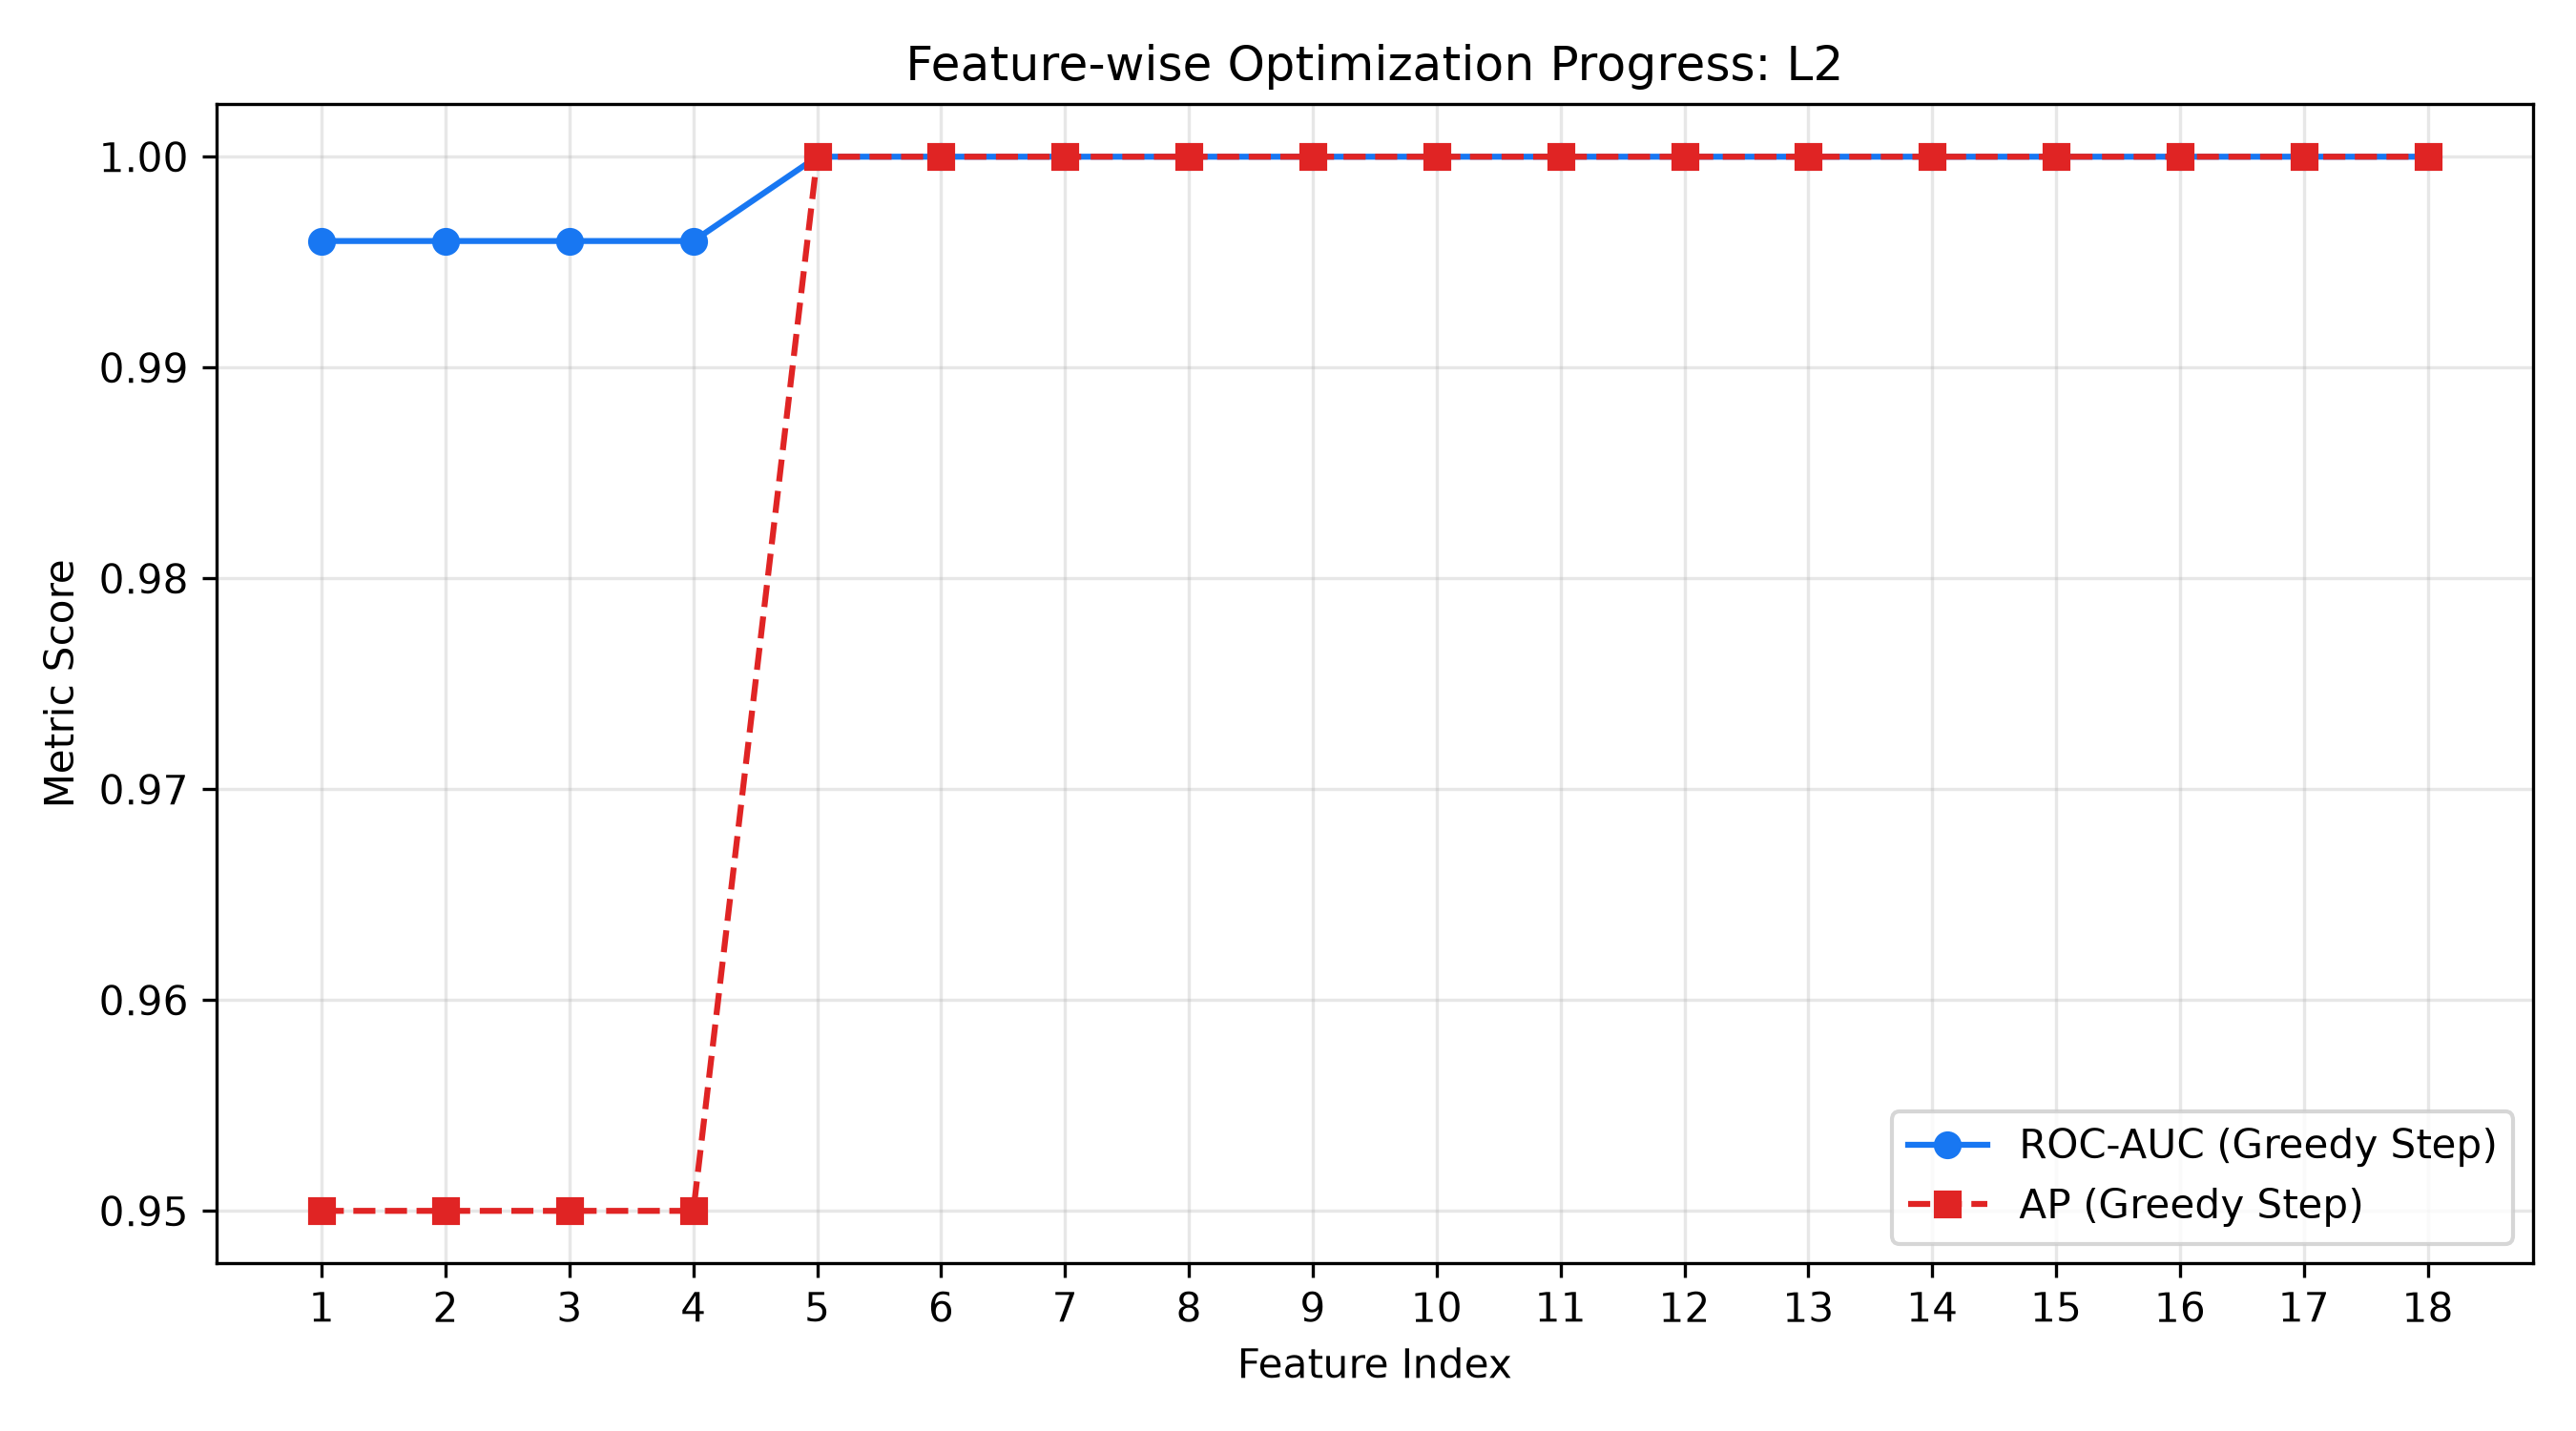 Feature-wise Optimization Progress: L2
1.00
0.99
0.98
0.97
0.96
0.95
Metric Score
ROC-AUC (Greedy Step)
AP (Greedy Step)
1 2 3 4 5 6 7 8 9 10 11 12 13 14 15 16 17 18
Feature Index